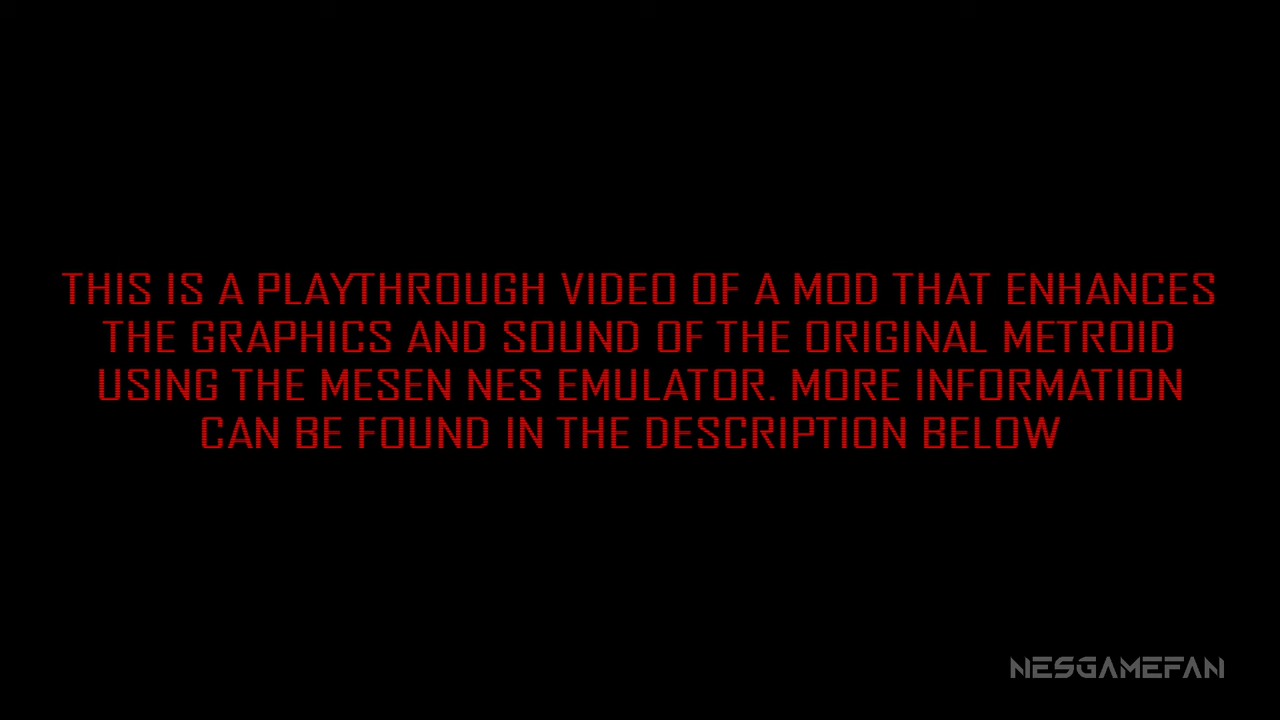 THIS IS A PLAYTHROUGH VIDEO OF A MOD THAT ENHANCES
THE GRAPHICS AND SOUND OF THE ORIGINAL METROID
USING THE MESEN NES EMULATOR. MORE INFORMATION
CAN BE FOUND IN THE DESCRIPTION BELOW
NESGAMEFAN